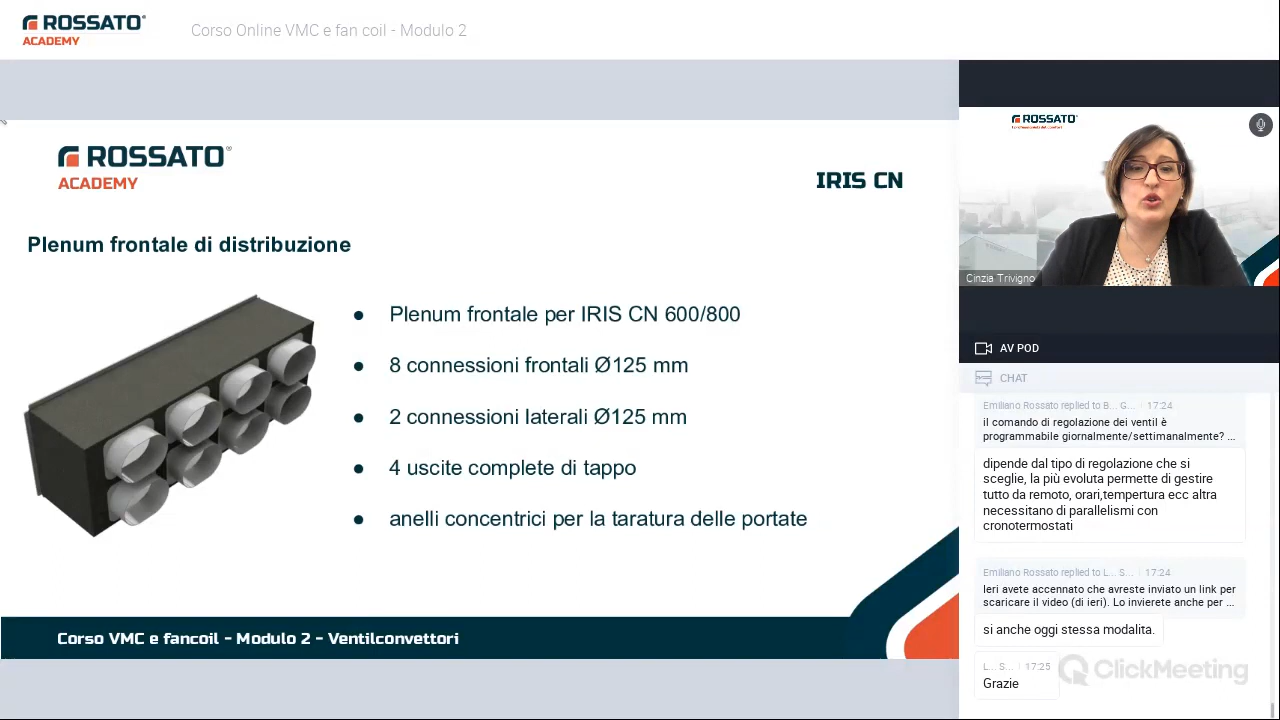 ROSSATO
ACADEMY
Corso Online VMC e fan coil - Modulo 2
ROSSATO
ACADEMY
IRIS CN
Plenum frontale di distribuzione
● Plenum frontale per IRIS CN 600/800
● 8 connessioni frontali Ø125 mm
● 2 connessioni laterali Ø125 mm
● 4 uscite complete di tappo
● anelli concentrici per la taratura delle portate
Corso VMC e fancoil - Modulo 2 - Ventilconvettori
ROSSATO
Cinzia Trivigno
AV POD
CHAT
Emiliano Rossato replied to B... G... 17:24
il comando di regolazione dei ventil è
programmabile giornalmente/settimanalmente? ...
dipende dal tipo di regolazione che si
sceglie, la più evoluta permette di gestire
tutto da remoto, orari,tempertura ecc altra
necessitano di parallelismi con
cronotermostati
Emiliano Rossato replied to L... S... 17:24
Ieri avete accennato che avreste inviato un link per
scaricare il video (di ieri). Lo invierete anche per ...
si anche oggi stessa modalita.
L... S... 17:25
Grazie
ClickMeeting